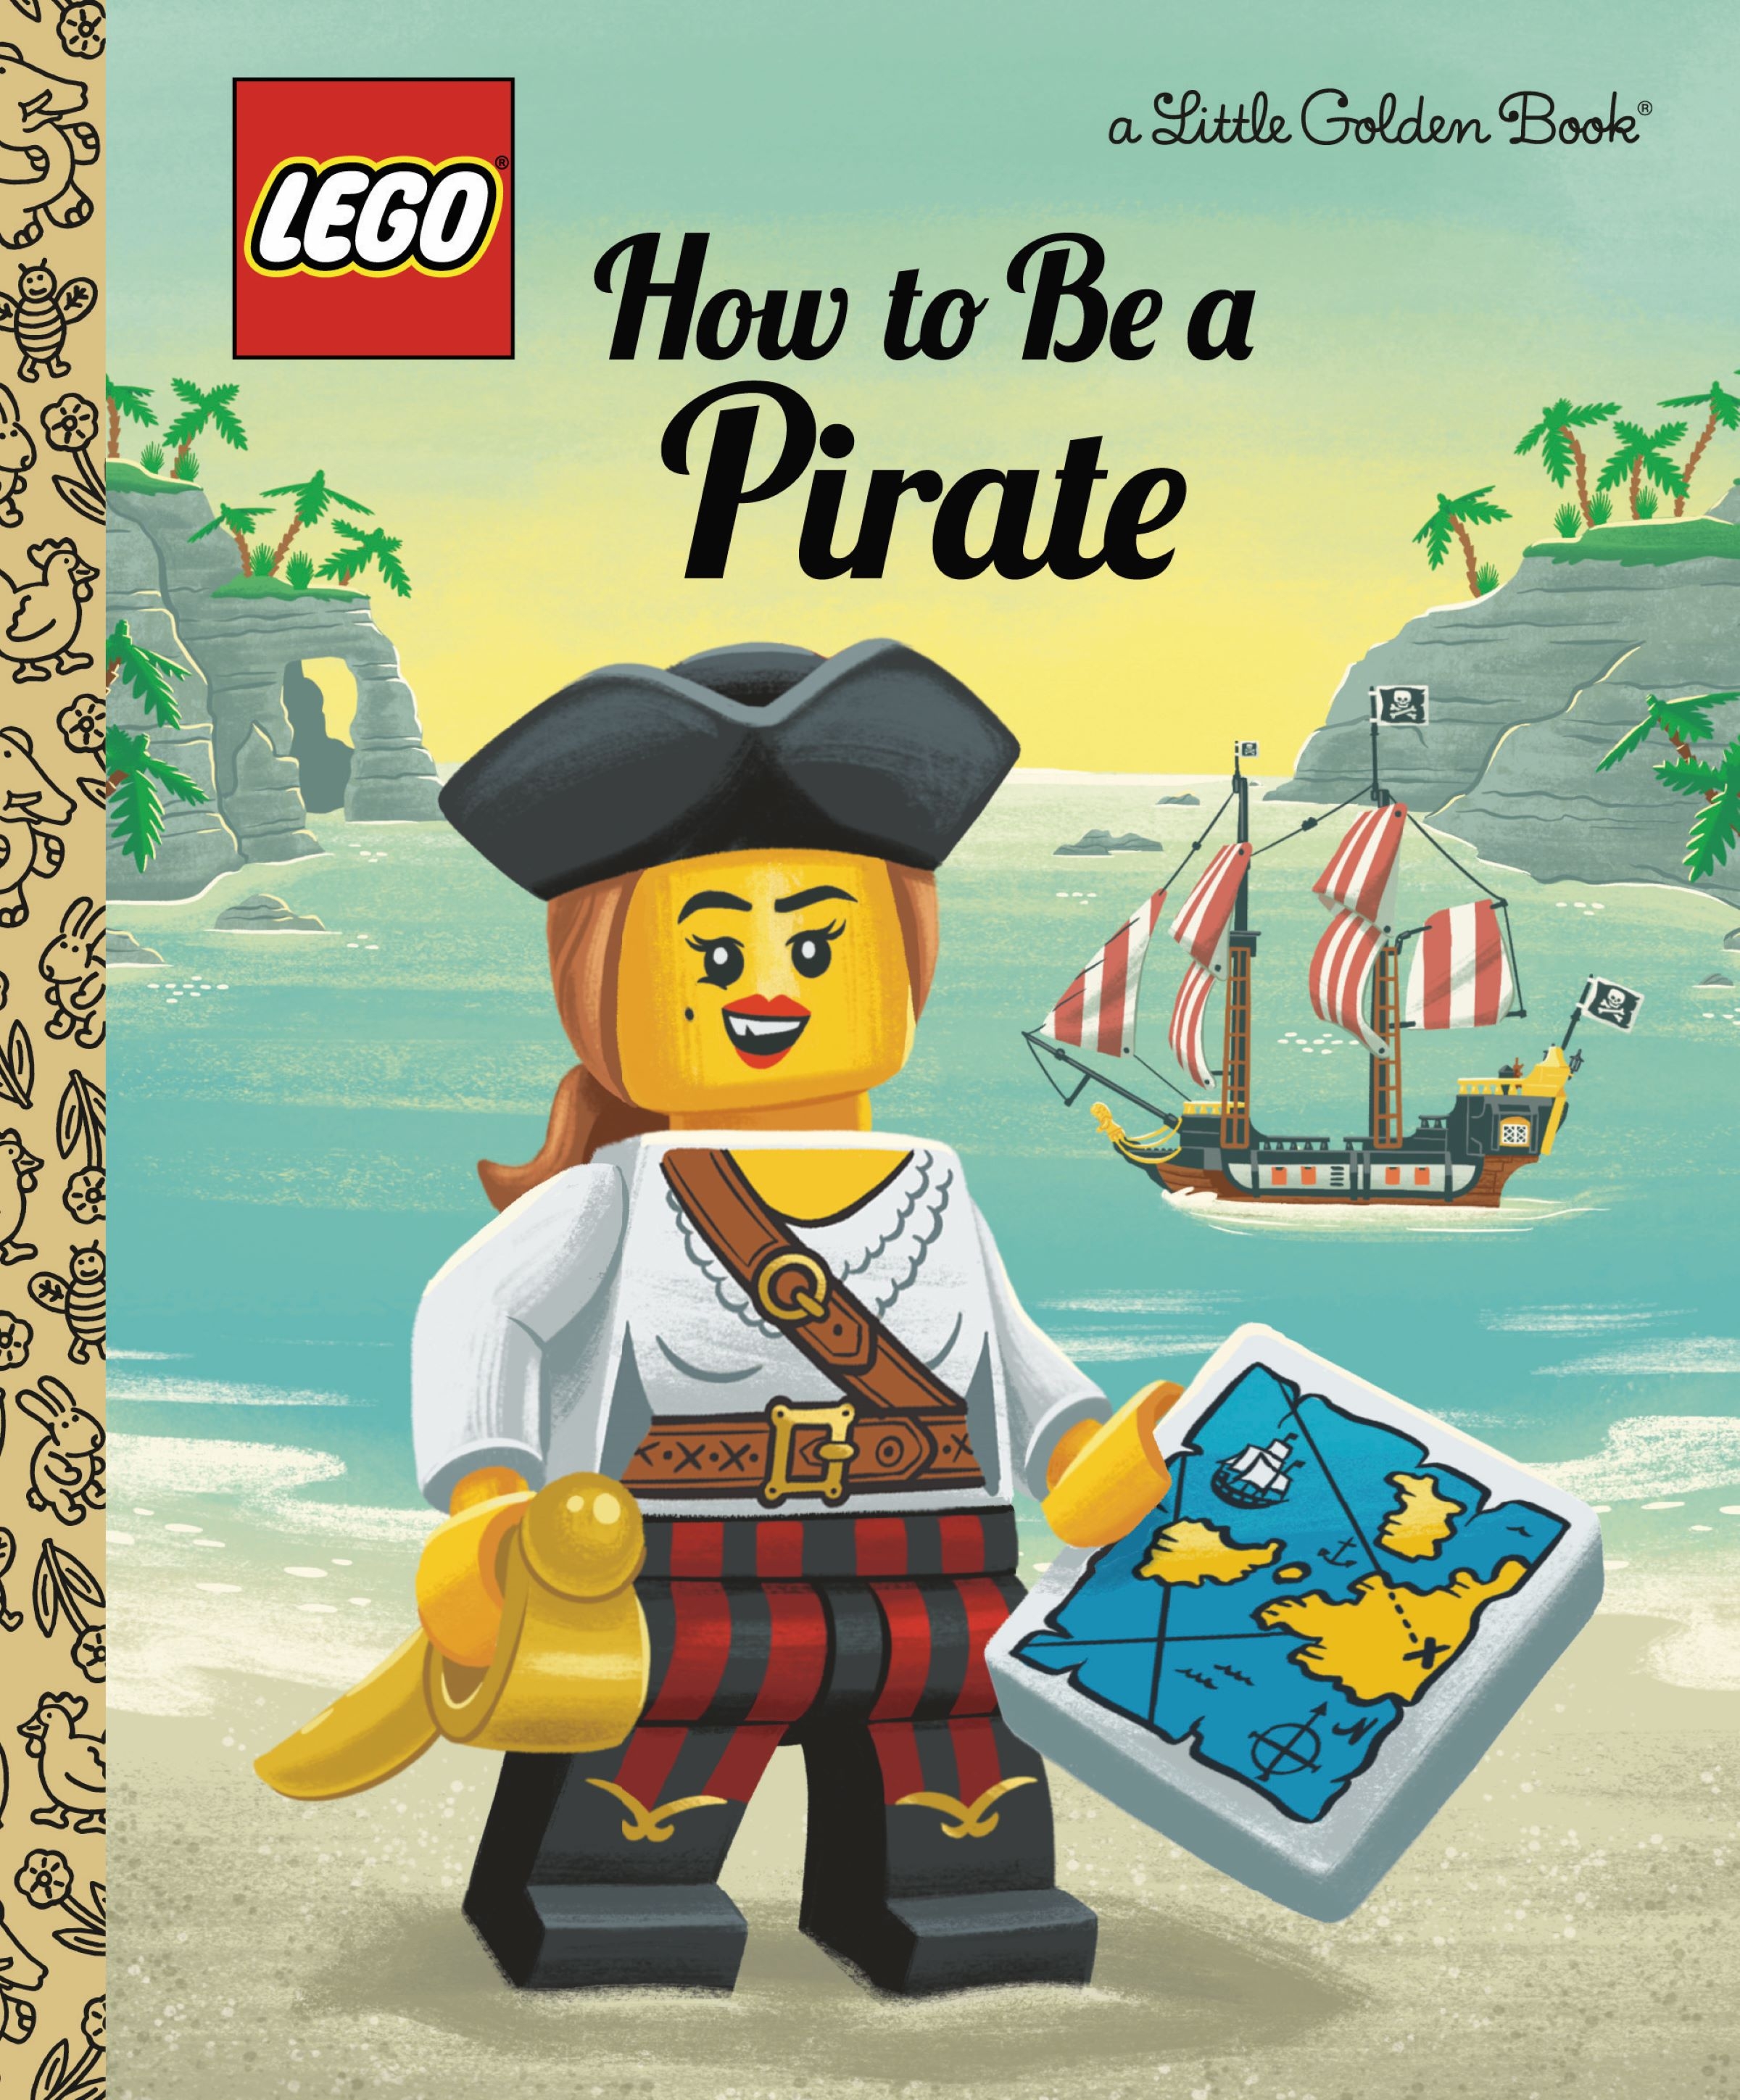 a Little Golden Book®
LEGO®
How to Be a
Pirate
N